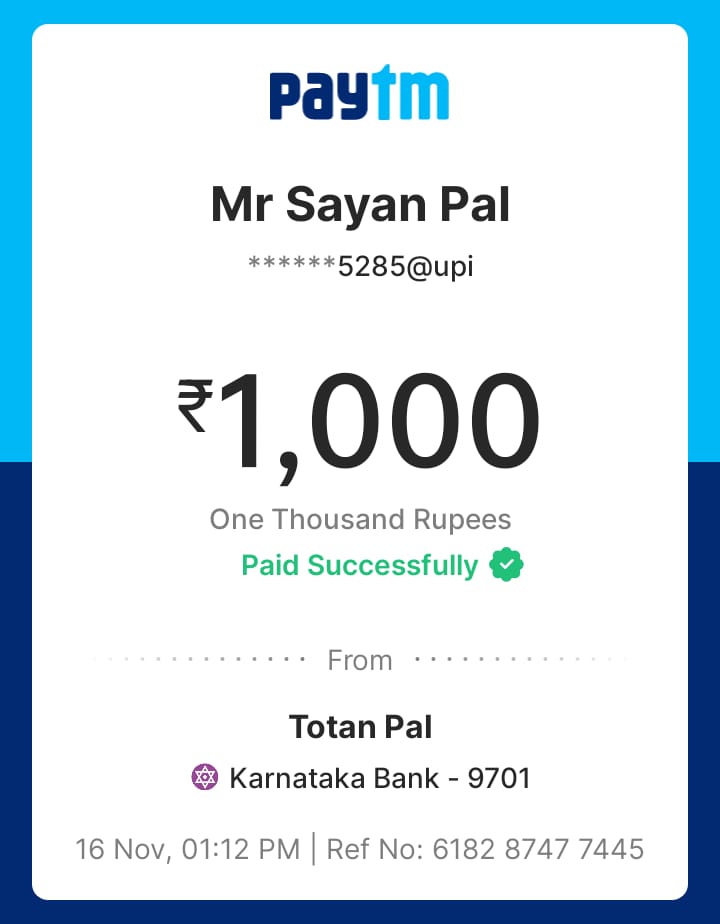 paytm
Mr Sayan Pal
******5285@upi
₹1,000
One Thousand Rupees
Paid Successfully
From
Totan Pal
Karnataka Bank - 9701
16 Nov, 01:12 PM | Ref No: 6182 8747 7445